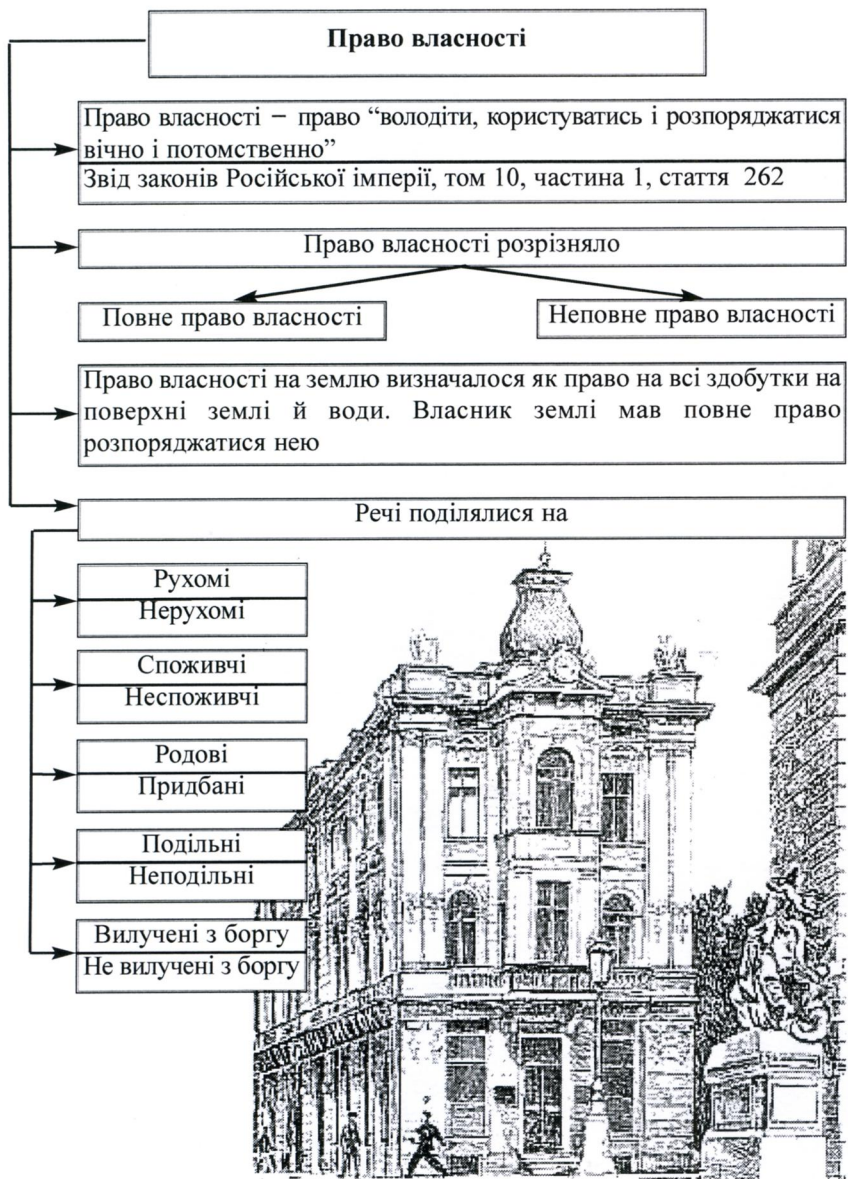 Право власності
Право власності − право “володіти, користуватись і розпоряджатися
вічно і потомственно”
Звід законів Російської імперії, том 10, частина 1, стаття 262
Право власності розрізняло
Повне право власності
Неповне право власності
Право власності на землю визначалося як право на всі здобутки на
поверхні землі й води. Власник землі мав повне право
розпоряджатися нею
Речі поділялися на
Рухомі
Нерухомі
Споживчі
Неспоживчі
Родові
Придбані
Подільні
Неподільні
Вилучені з боргу
Не вилучені з боргу